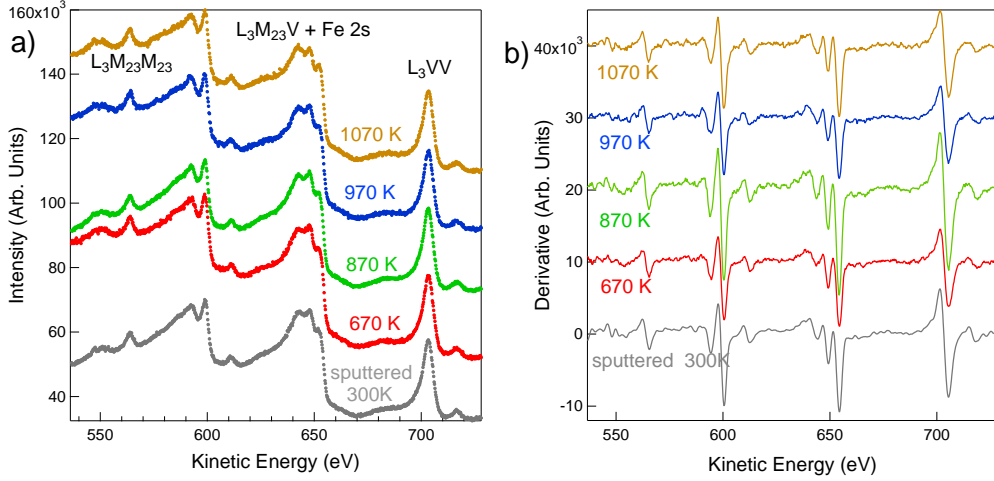 a)
160x10³
140
120
100
80
60
40
Intensity (Arb. Units)
L₃M₂₃M₂₃
L₃M₂₃V + Fe 2s
L₃VV
1070 K
970 K
870 K
670 K
sputtered
300K
550
600
650
700
Kinetic Energy (eV)
b)
40x10³
30
20
10
0
-10
Derivative (Arb. Units)
1070 K
970 K
870 K
670 K
sputtered 300K
550
600
650
700
Kinetic Energy (eV)